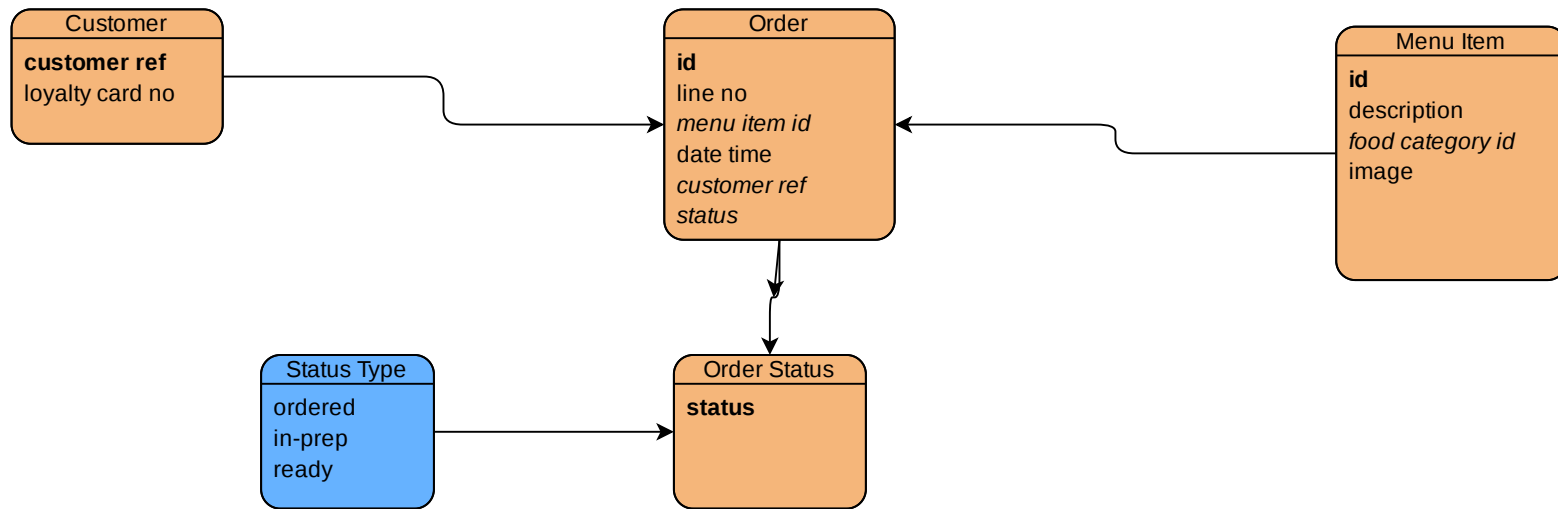 Customer
customer ref
loyalty card no
Order
id
line no
menu item id
date time
customer ref
status
Menu Item
id
description
food category id
image
Status Type
ordered
in-prep
ready
Order Status
status